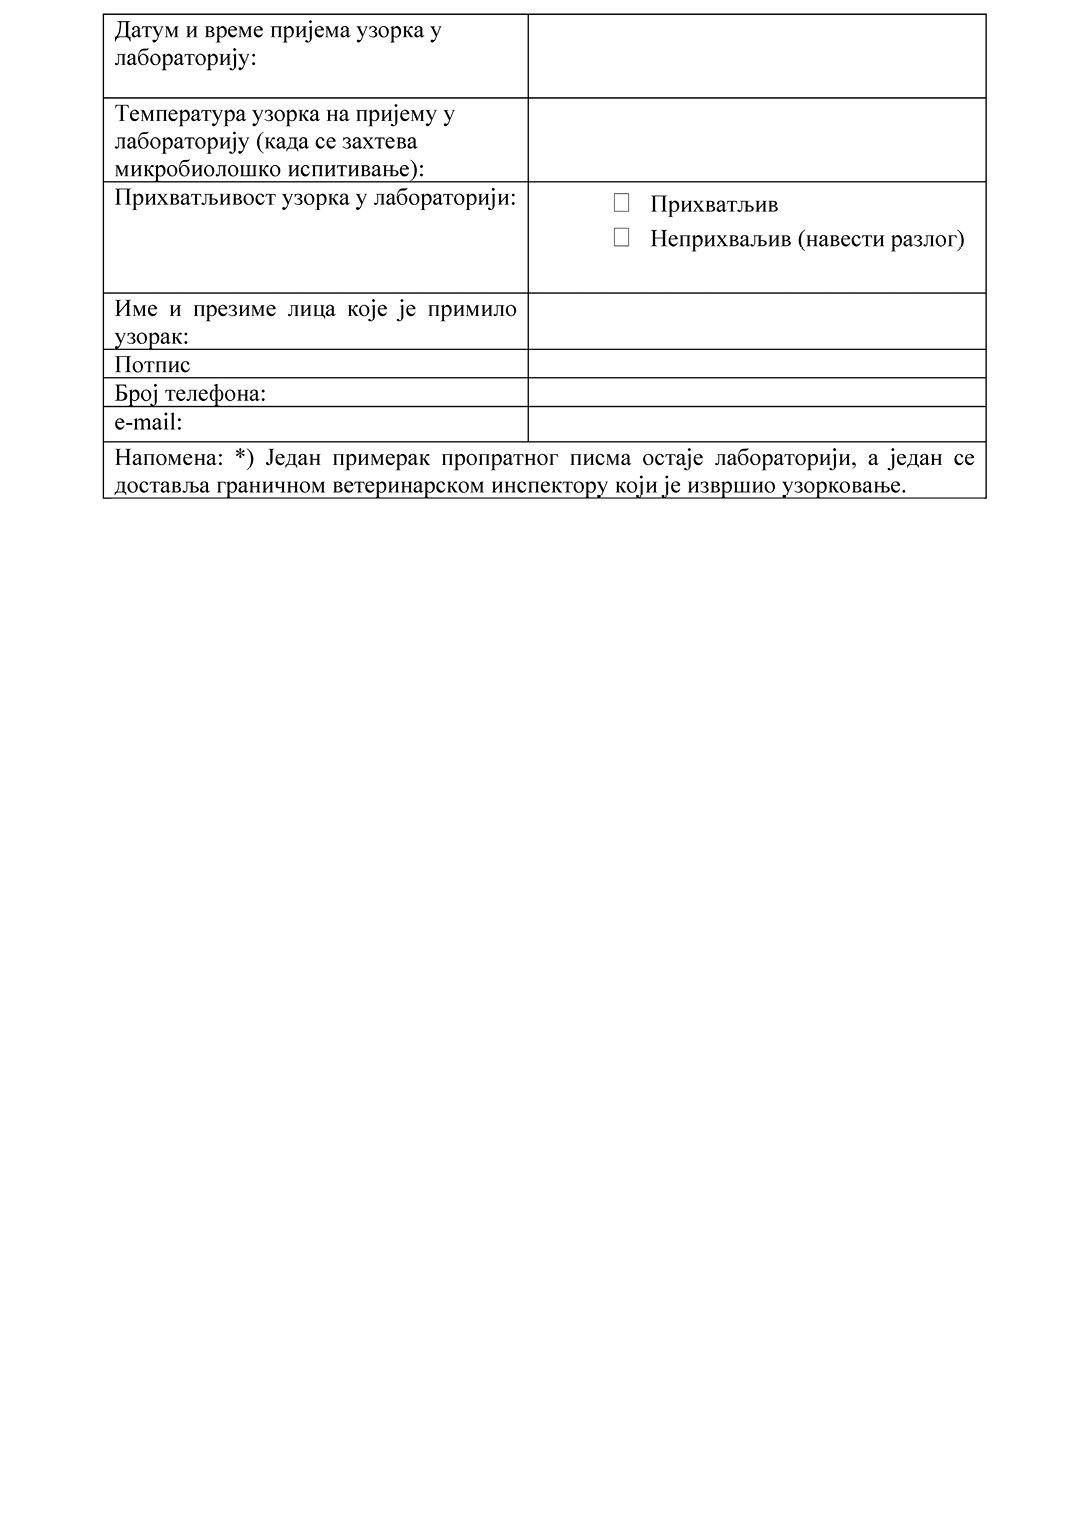 Датум и време пријема узорка у
лабораторију:
Температура узорка на пријему у
лабораторију (када се захтева
микробиолошко испитивање):
Прихватљивост узорка у лабораторији:
☐ Прихватљив
☐ Неприхваљив (навести разлог)
Име и презиме лица које је примило
узорак:
Потпис
Број телефона:
e-mail:
Напомена: *) Један примерак пропратног писма остаје лабораторији, а један се
доставља граничном ветеринарском инспектору који је извршио узорковање.